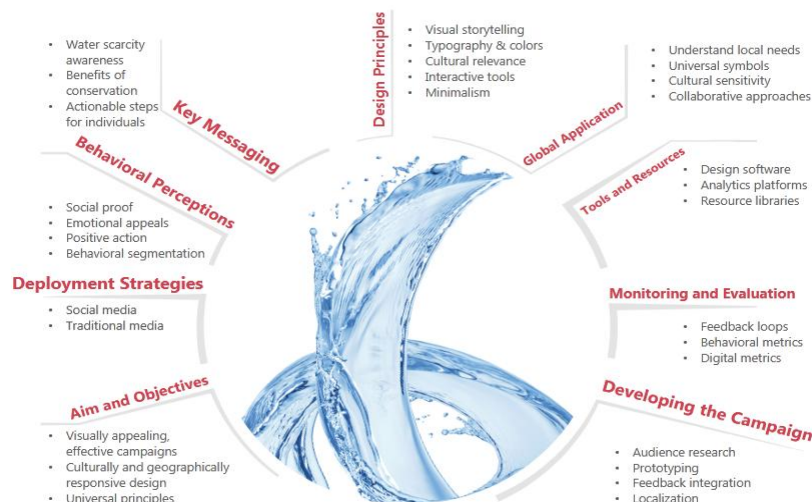 Key Messaging
• Water scarcity
awareness
• Benefits of
conservation
• Actionable steps
for individuals
Design Principles
• Visual storytelling
• Typography & colors
• Cultural relevance
• Interactive tools
• Minimalism
Global Application
• Understand local needs
• Universal symbols
• Cultural sensitivity
• Collaborative approaches
Behavioral Perceptions
• Social proof
• Emotional appeals
• Positive action
• Behavioral segmentation
Tools and Resources
• Design software
• Analytics platforms
• Resource libraries
Deployment Strategies
• Social media
• Traditional media
Monitoring and Evaluation
• Feedback loops
• Behavioral metrics
• Digital metrics
Aim and Objectives
• Visually appealing,
effective campaigns
• Culturally and geographically
responsive design
• Universal principles
Developing the Campaign
• Audience research
• Prototyping
• Feedback integration
• Localization